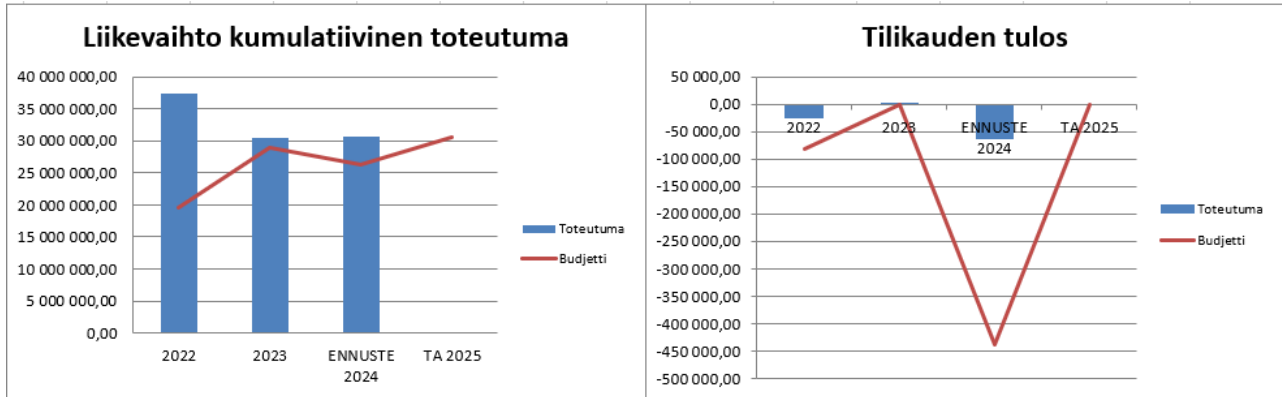 Liikevaihto kumulatiivinen toteutuma
40 000 000,00
35 000 000,00
30 000 000,00
25 000 000,00
20 000 000,00
15 000 000,00
10 000 000,00
5 000 000,00
0,00
2022
2023
ENNUSTE
2024
TA 2025
Toteutuma
Budjetti
Tilikauden tulos
50 000,00
0,00
-50 000,00
-100 000,00
-150 000,00
-200 000,00
-250 000,00
-300 000,00
-350 000,00
-400 000,00
-450 000,00
-500 000,00
2022
2023
ENNUSTE
2024
TA 2025
Toteutuma
Budjetti